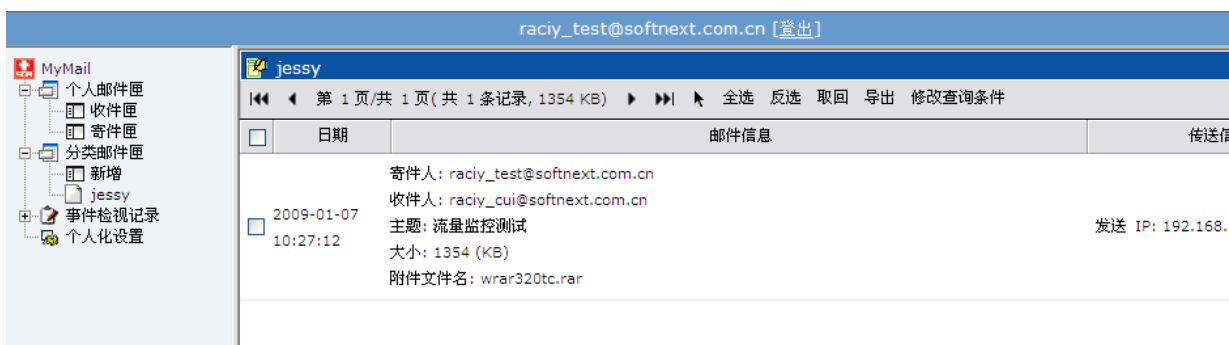 raciy_test@softnext.com.cn [登出]
MyMail
个人邮件匣
收件匣
寄件匣
分类邮件匣
新增
jessy
事件检视记录
个人化设置
jessy
第 1 页/共 1 页( 共 1 条记录, 1354 KB) 全选 反选 取回 导出 修改查询条件
日期 邮件信息 传送信
2009-01-07
10:27:12
寄件人: raciy_test@softnext.com.cn
收件人: raciy_cui@softnext.com.cn
主题: 流量监控测试
大小: 1354 (KB)
附件文件名: wrar320tc.rar
发送 IP: 192.168.